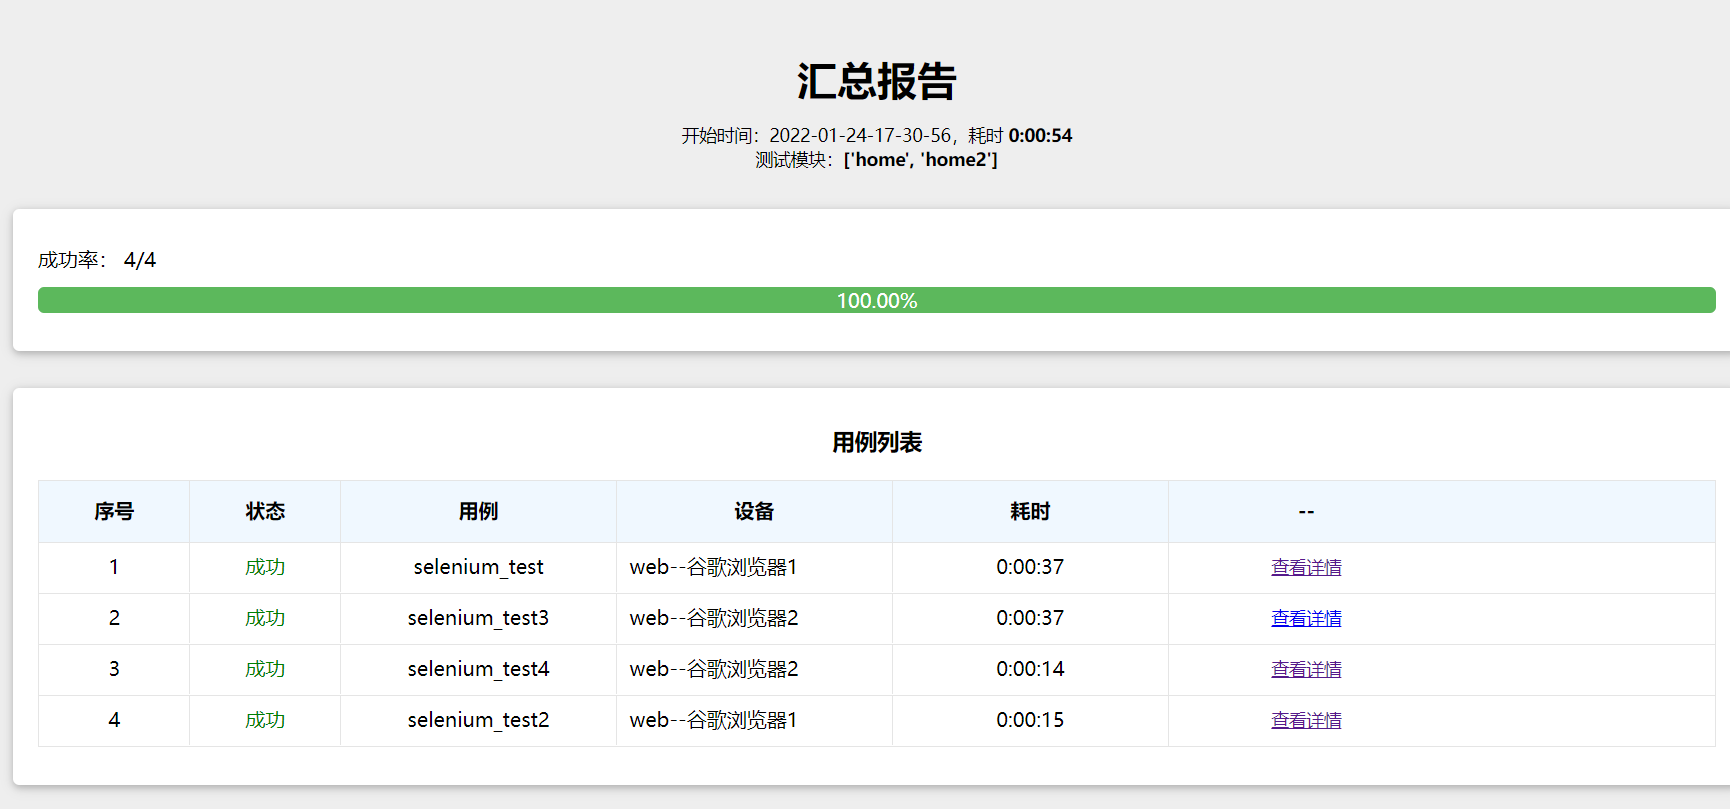 汇总报告
开始时间：2022-01-24-17-30-56，耗时 0:00:54
测试模块：['home', 'home2']
成功率： 4/4
100.00%
用例列表
序号 状态 用例 设备 耗时 --
1 成功 selenium_test web--谷歌浏览器1 0:00:37 查看详情
2 成功 selenium_test3 web--谷歌浏览器2 0:00:37 查看详情
3 成功 selenium_test4 web--谷歌浏览器2 0:00:14 查看详情
4 成功 selenium_test2 web--谷歌浏览器1 0:00:15 查看详情